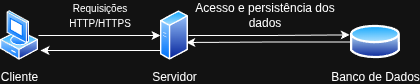 Requisições
HTTP/HTTPS
Acesso e persistência dos
dados
Cliente
Servidor
Banco de Dados